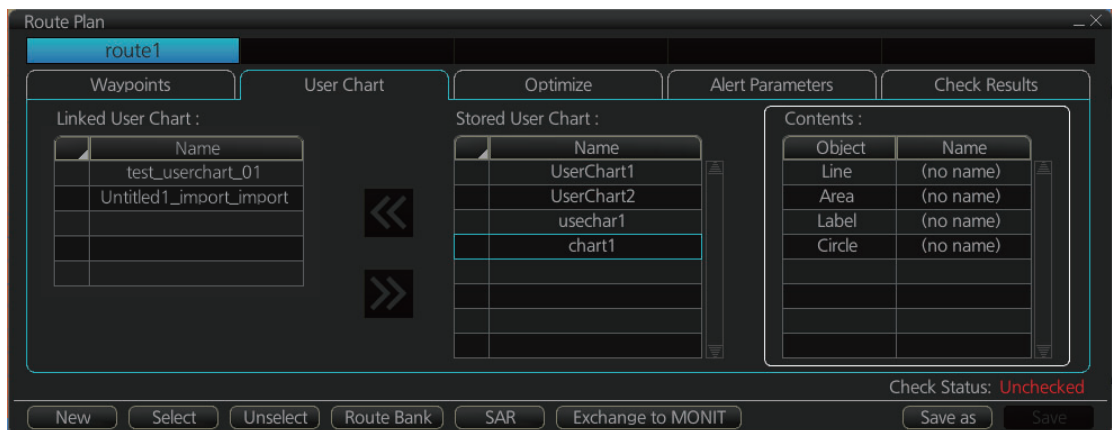 Route Plan
route1
Waypoints User Chart Optimize Alert Parameters Check Results
Linked User Chart : Stored User Chart : Contents :
Name Name Object Name
test_userchart_01 UserChart1 Line (no name)
Untitled1_import_import UserChart2 Area (no name)
usechar1 Label (no name)
chart1 Circle (no name)
Check Status: Unchecked
New Select Unselect Route Bank SAR Exchange to MONIT Save as Save